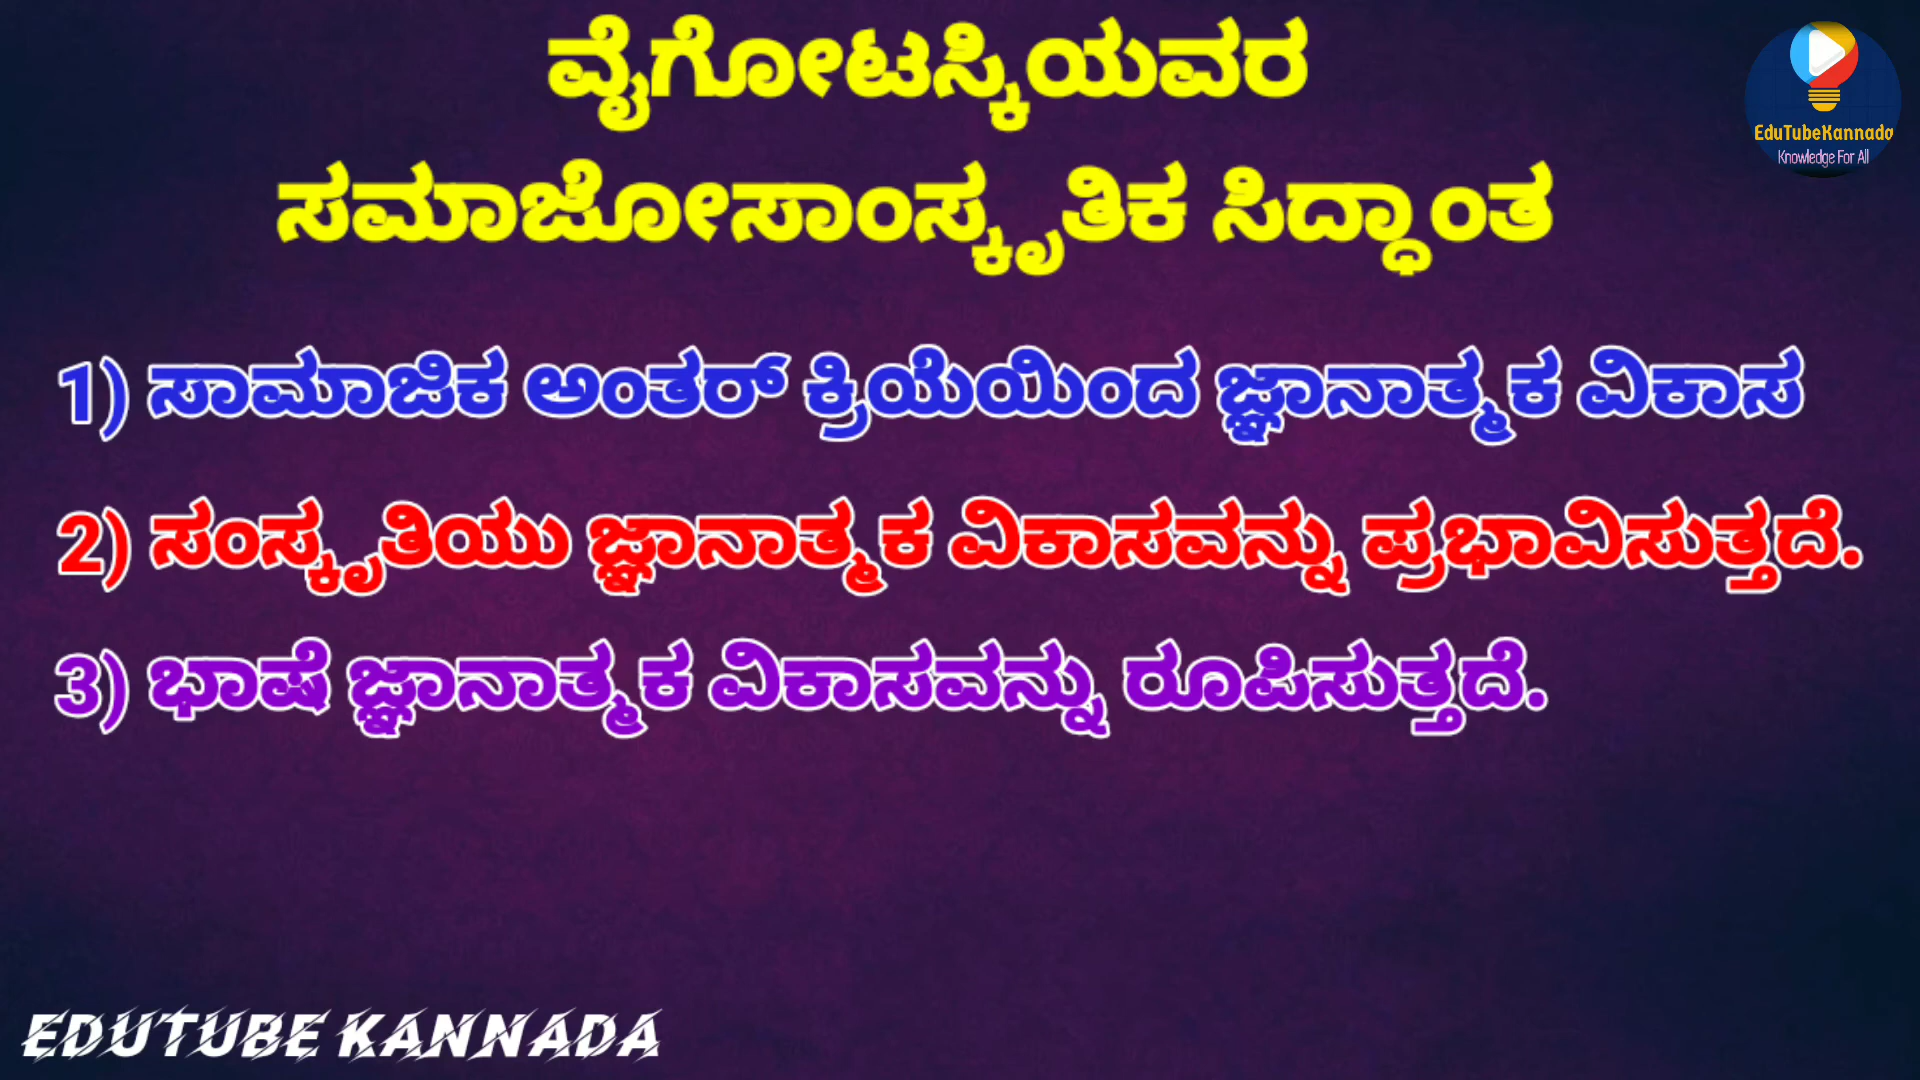 ವೈಗೋಟಸ್ಕಿಯವರ
ಸಮಾಜೋಸಾಂಸ್ಕೃತಿಕ ಸಿದ್ಧಾಂತ
EduTubeKannada
Knowledge For All
1) ಸಾಮಾಜಿಕ ಅಂತರ್ ಕ್ರಿಯೆಯಿಂದ ಜ್ಞಾನಾತ್ಮಕ ವಿಕಾಸ
2) ಸಂಸ್ಕೃತಿಯು ಜ್ಞಾನಾತ್ಮಕ ವಿಕಾಸವನ್ನು ಪ್ರಭಾವಿಸುತ್ತದೆ.
3) ಭಾಷೆ ಜ್ಞಾನಾತ್ಮಕ ವಿಕಾಸವನ್ನು ರೂಪಿಸುತ್ತದೆ.
EDUTUBE KANNADA